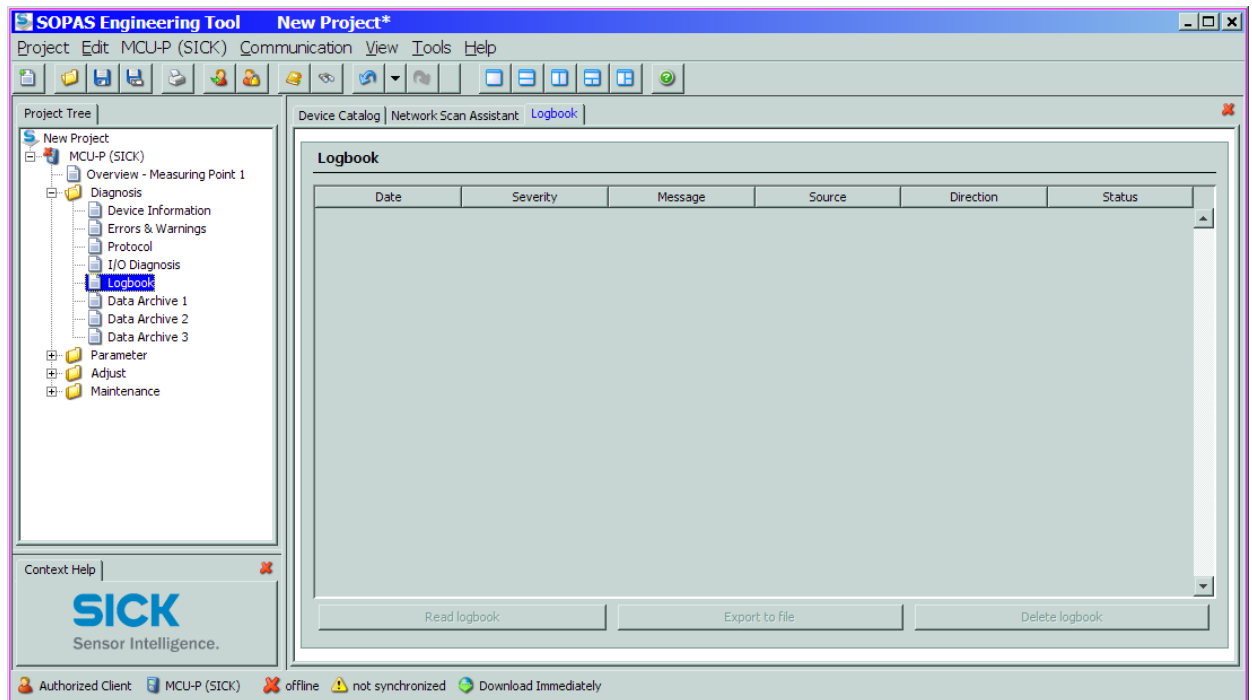 SOPAS Engineering Tool New Project*
Project Edit MCU-P (SICK) Communication View Tools Help
Project Tree
New Project
MCU-P (SICK)
Overview - Measuring Point 1
Diagnosis
Device Information
Errors & Warnings
Protocol
I/O Diagnosis
Logbook
Data Archive 1
Data Archive 2
Data Archive 3
Parameter
Adjust
Maintenance
Context Help
SICK
Sensor Intelligence.
Device Catalog Network Scan Assistant Logbook
Logbook
Date Severity Message Source Direction Status
Read logbook Export to file Delete logbook
Authorized Client MCU-P (SICK) offline not synchronized Download Immediately